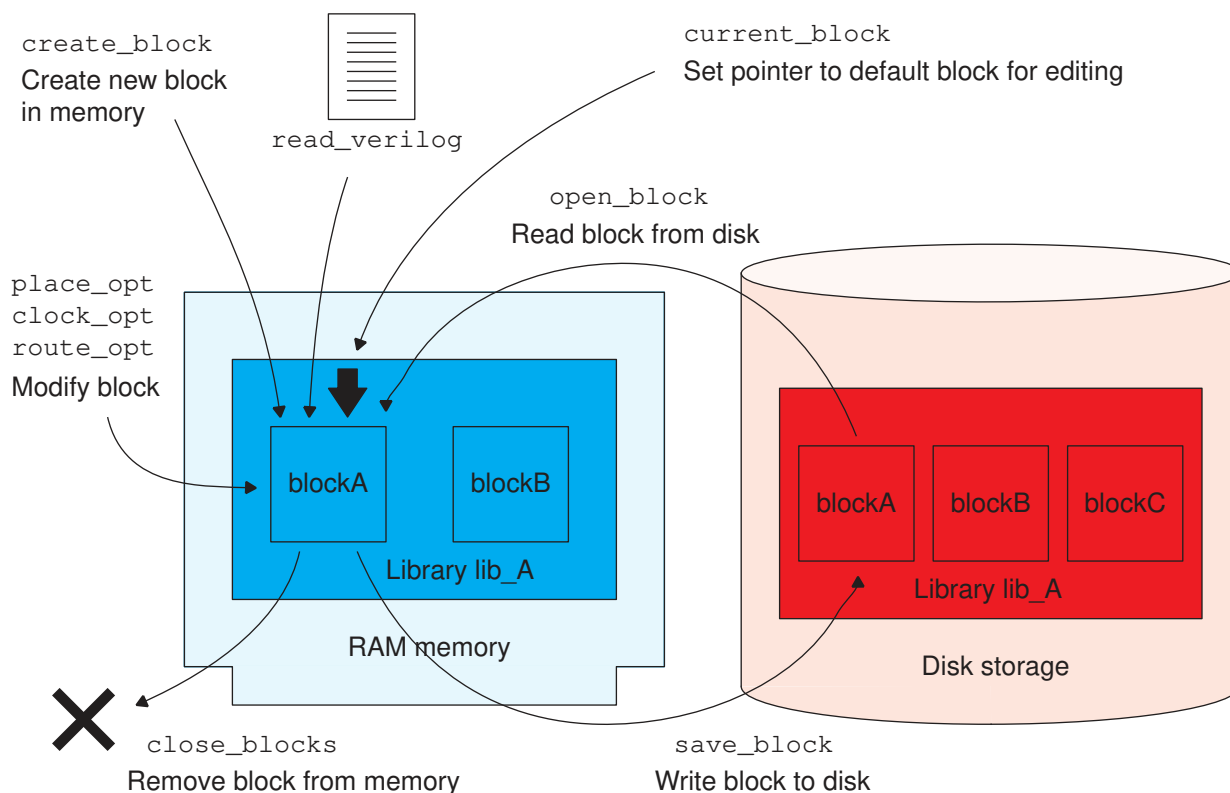 create_block
Create new block
in memory
read_verilog
current_block
Set pointer to default block for editing
open_block
Read block from disk
place_opt
clock_opt
route_opt
Modify block
blockA
blockB
Library lib_A
RAM memory
blockA
blockB
blockC
Library lib_A
Disk storage
close_blocks
Remove block from memory
save_block
Write block to disk